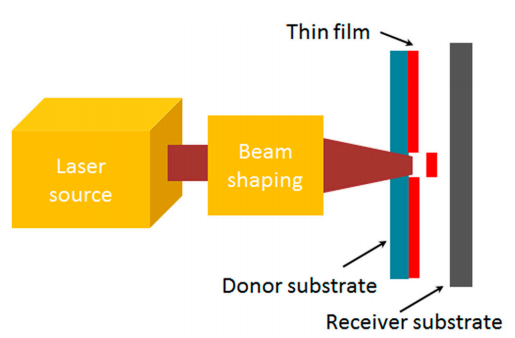 Thin film
Laser
source
Beam
shaping
Donor substrate
Receiver substrate